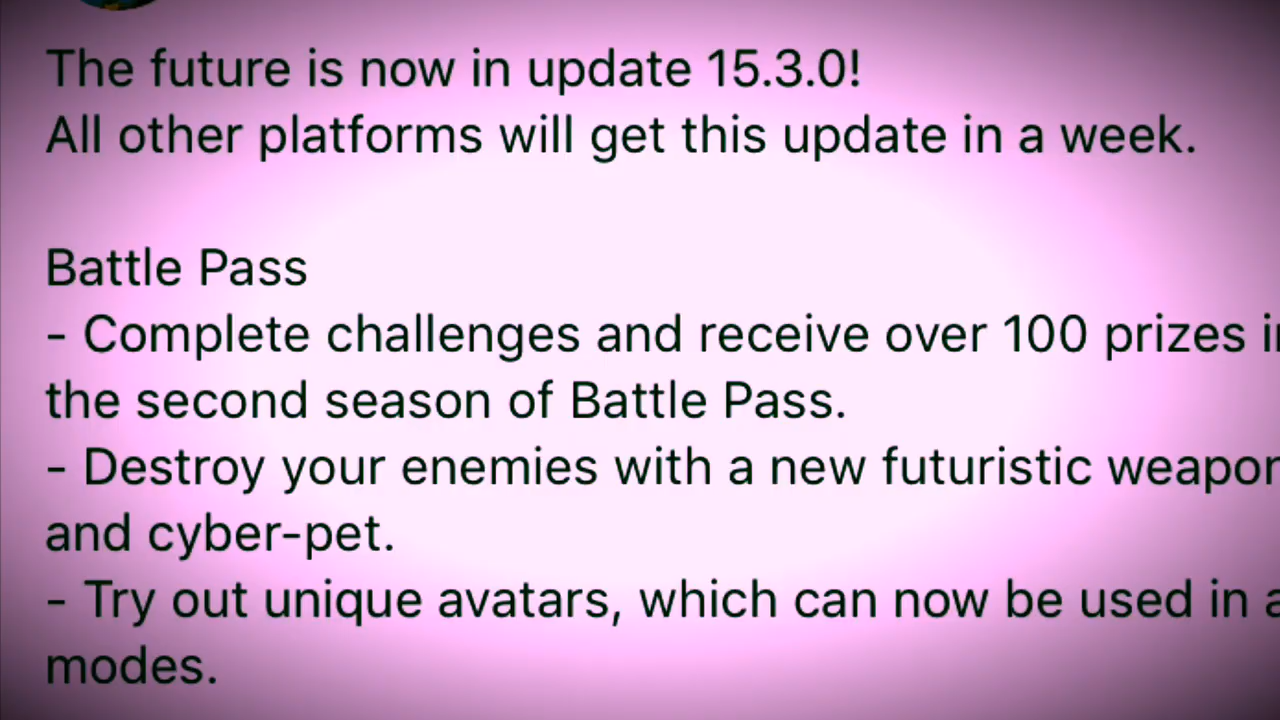 The future is now in update 15.3.0!
All other platforms will get this update in a week.
Battle Pass
- Complete challenges and receive over 100 prizes
the second season of Battle Pass.
- Destroy your enemies with a new futuristic
and cyber-pet.
- Try out unique avatars, which can now be used in
modes.